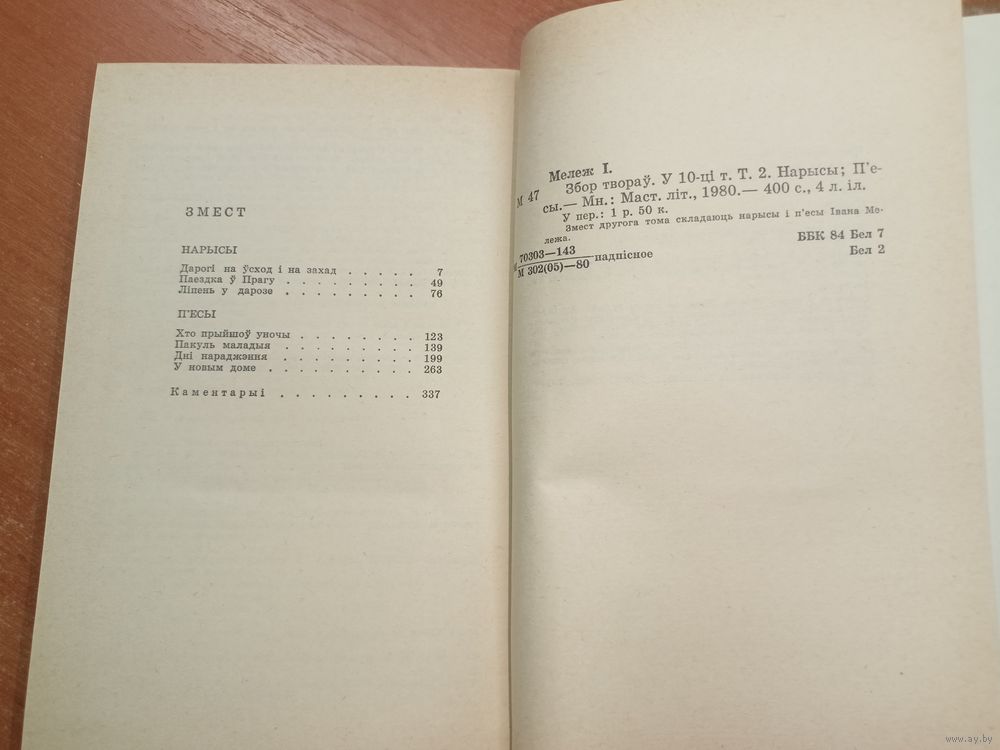 ЗМЕСТ
НАРЫСЫ
Дарогі на ўсход і на захад . . . . . 7
Паездка ў Прагу . . . . . . . . . 49
Ліпень у дарозе . . . . . . . . . 76
П'ЕСЫ
Хто прыйшоў уночы . . . . . . . . 123
Пакуль маладыя . . . . . . . . . 139
Дні нараджэння . . . . . . . . . 199
У новым доме . . . . . . . . . . 263
Каментарыі . . . . . . . . . 337
Мележ І.
М 47 Збор твораў. У 10-ці т. Т. 2. Нарысы; П'е-
сы.— Мн.: Маст. літ., 1980.— 400 с., 4 л. іл.
У пер.: 1 р. 50 к.
Змест другога тома складаюць нарысы і п'есы Івана Ме-
лежа.
ББК 84 Бел 7
70303—143
М 302(05)—80
падпісное
Бел 2
www.ay.by